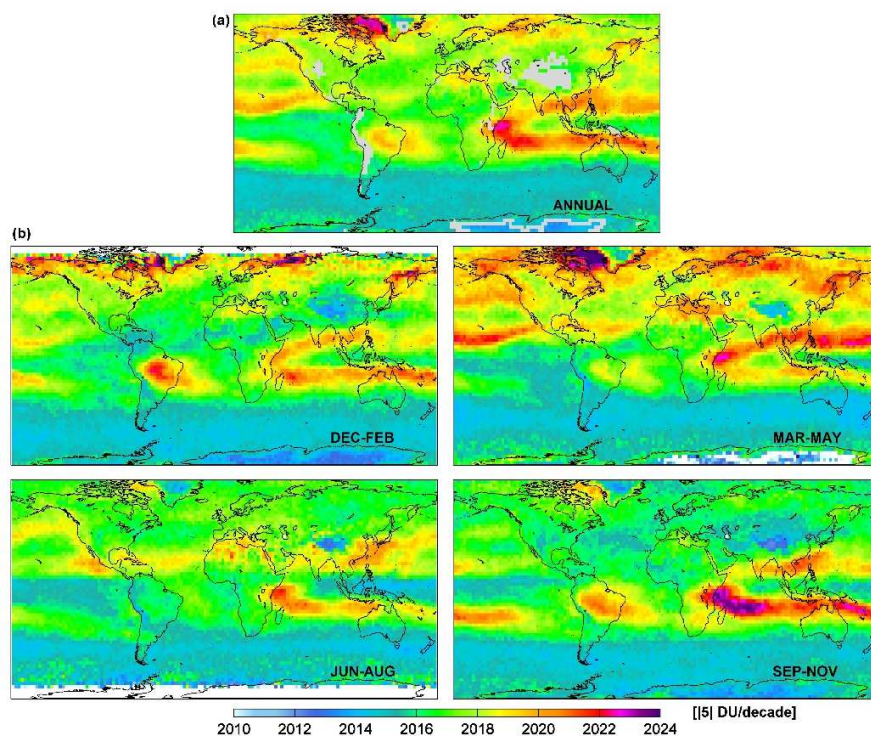 (a)
ANNUAL
(b)
DEC-FEB
MAR-MAY
JUN-AUG
SEP-NOV
[|5| DU/decade]
2010 2012 2014 2016 2018 2020 2022 2024